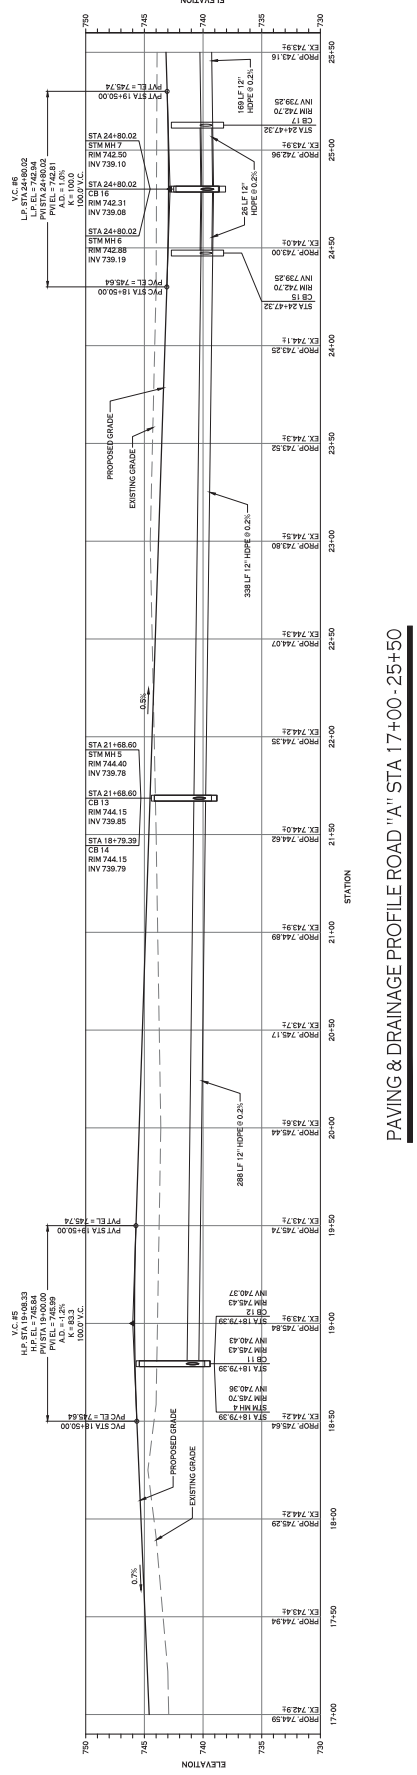 ELEVATION
750
745
740
735
730
V.C. #6
L.P. STA 24+80.02
L.P. EL = 742.94
PVI STA 24+80.02
PVI EL = 742.81
A.D. = 1.0%
K = 100.0
100.0' V.C.
PVT STA 19+50.00
PVT EL = 745.74
PVC STA 18+50.00
PVC EL = 745.64
STA 24+80.02
STM MH 7
RIM 742.50
INV 739.10
STA 24+80.02
CB 16
RIM 742.31
INV 739.08
STA 24+80.02
STM MH 6
RIM 742.88
INV 739.19
169 LF 12"
HDPE @ 0.2%
STA 24+47.32
CB 17
RIM 742.70
INV 739.25
26 LF 12"
HDPE @ 0.2%
STA 24+47.32
CB 15
RIM 742.70
INV 739.25
PROPOSED GRADE
EXISTING GRADE
338 LF 12" HDPE @ 0.2%
0.5%
STA 21+68.60
STM MH 5
RIM 744.40
INV 739.78
STA 21+68.60
CB 13
RIM 744.15
INV 739.85
STA 18+79.39
CB 14
RIM 744.15
INV 739.79
288 LF 12" HDPE @ 0.2%
V.C. #5
H.P. STA 19+08.33
H.P. EL = 745.84
PVI STA 19+00.00
PVI EL = 745.99
A.D. = -1.2%
K = 83.3
100.0' V.C.
PVT STA 19+50.00
PVT EL = 745.74
PVC STA 18+50.00
PVC EL = 745.64
STA 18+79.39
STM MH 4
RIM 745.70
INV 740.36
STA 18+79.39
CB 11
RIM 745.43
INV 740.43
STA 18+79.39
CB 12
RIM 745.43
INV 740.37
PROPOSED GRADE
EXISTING GRADE
0.7%
PROP. 743.16
EX. 743.9±
25+50
PROP. 742.96
EX. 743.9±
25+00
PROP. 743.00
EX. 744.0±
24+50
PROP. 743.25
EX. 744.1±
24+00
PROP. 743.52
EX. 744.3±
23+50
PROP. 743.80
EX. 744.5±
23+00
PROP. 744.07
EX. 744.3±
22+50
PROP. 744.35
EX. 744.2±
22+00
PROP. 744.62
EX. 744.0±
21+50
PROP. 744.89
EX. 743.9±
21+00
PROP. 745.17
EX. 743.7±
20+50
PROP. 745.44
EX. 743.6±
20+00
PROP. 745.74
EX. 743.7±
19+50
PROP. 745.84
EX. 743.9±
19+00
PROP. 745.64
EX. 744.2±
18+50
PROP. 745.29
EX. 744.2±
18+00
PROP. 744.94
EX. 743.4±
17+50
PROP. 744.59
EX. 742.9±
17+00
STATION
750
745
740
735
730
ELEVATION
PAVING & DRAINAGE PROFILE ROAD "A" STA 17+00 - 25+50